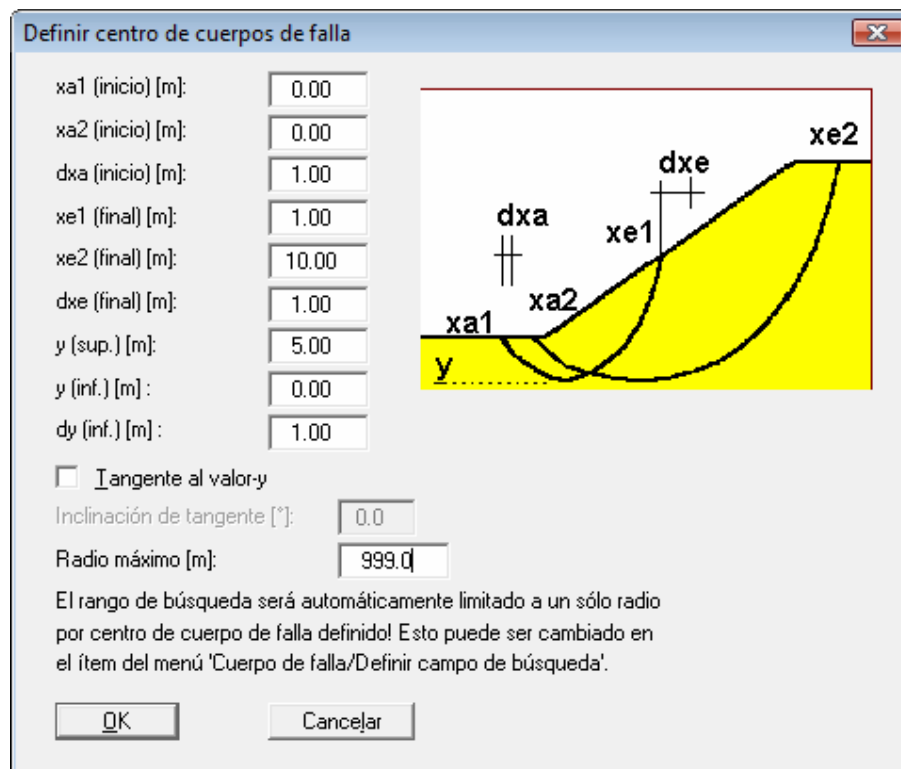 Definir centro de cuerpos de falla
xa1 (inicio) [m]: 0.00
xa2 (inicio) [m]: 0.00
dxa (inicio) [m]: 1.00
xe1 (final) [m]: 1.00
xe2 (final) [m]: 10.00
dxe (final) [m]: 1.00
y (sup.) [m]: 5.00
y (inf.) [m] : 0.00
dy (inf.) [m] : 1.00
xe2
dxe
dxa
xe1
xa2
xa1
y
Tangente al valor-y
Inclinación de tangente [°]: 0.0
Radio máximo [m]: 999.0
El rango de búsqueda será automáticamente limitado a un sólo radio
por centro de cuerpo de falla definido! Esto puede ser cambiado en
el ítem del menú 'Cuerpo de falla/Definir campo de búsqueda'.
OK Cancelar